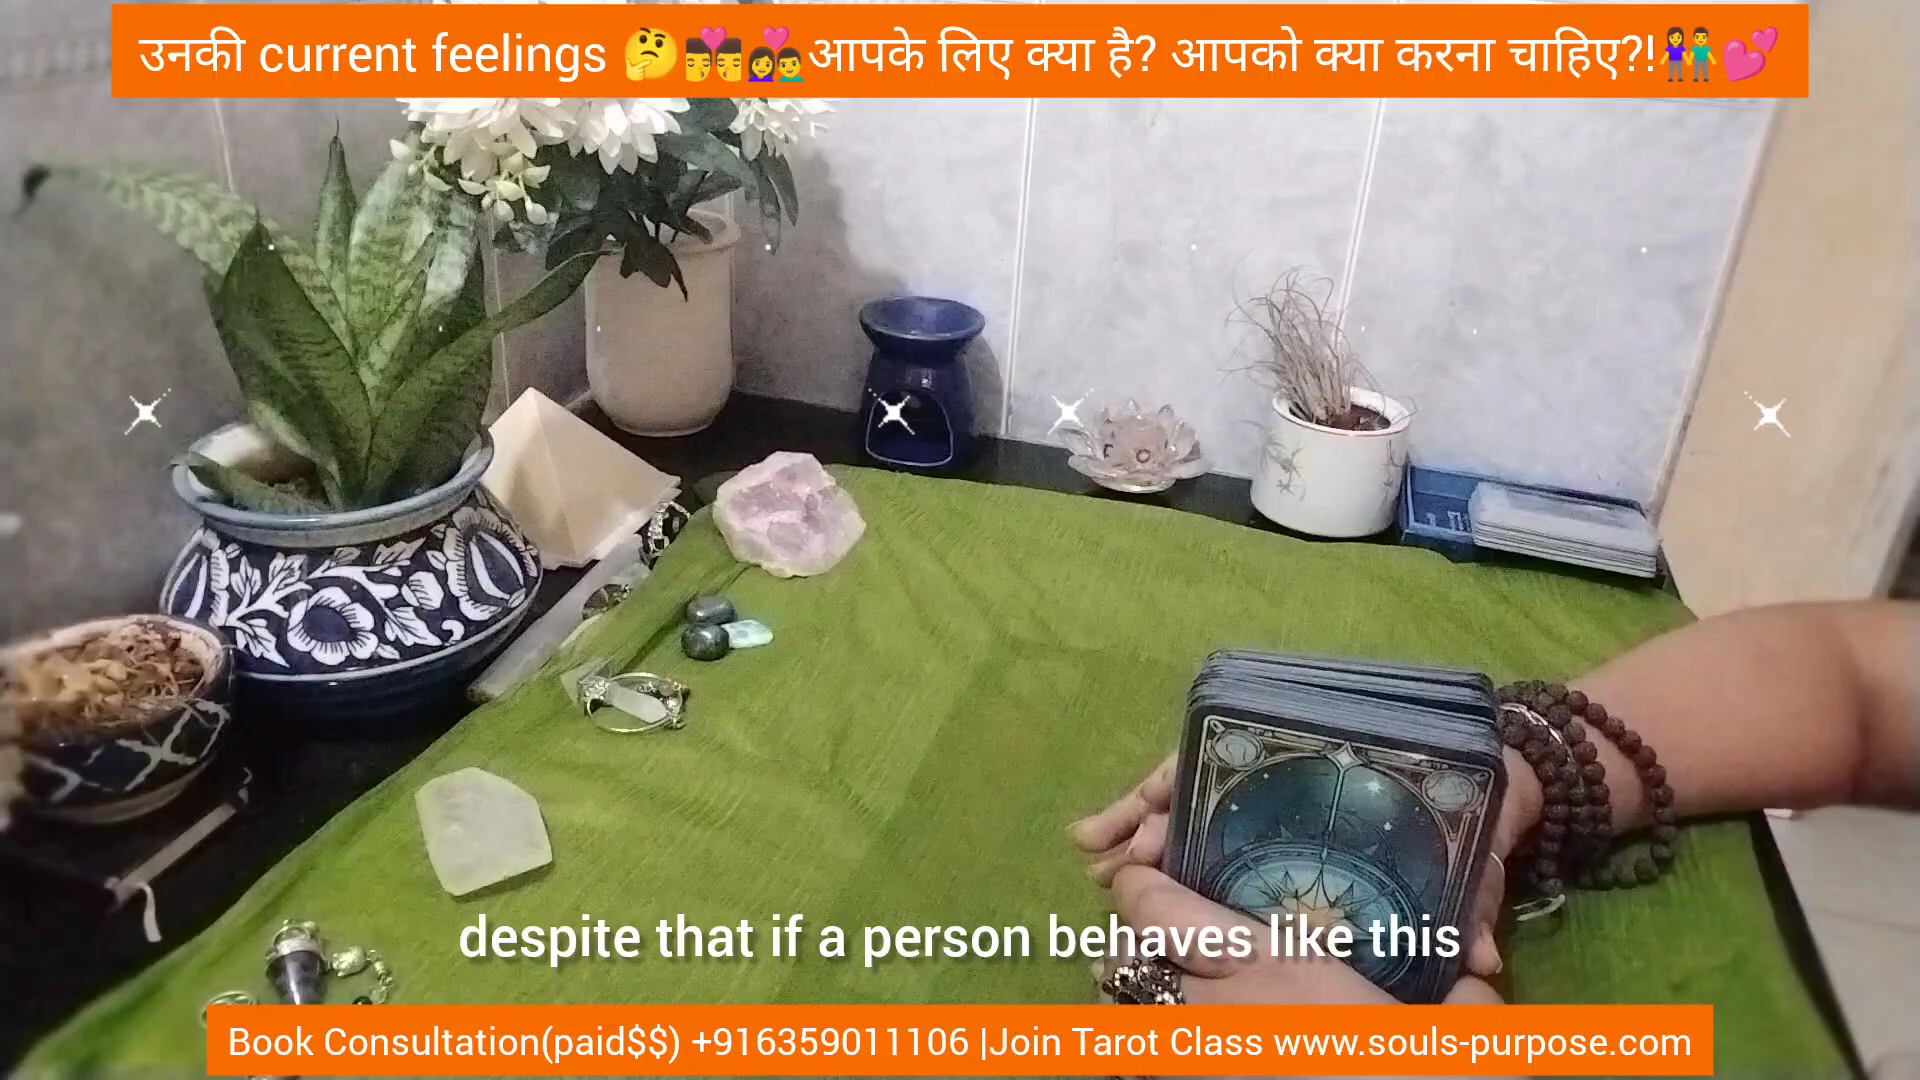 उनकी current feelings 🤔💏👩‍❤️‍👨आपके लिए क्या है? आपको क्या करना चाहिए?!👫💕
despite that if a person behaves like this
Book Consultation(paid$$) +916359011106 |Join Tarot Class www.souls-purpose.com